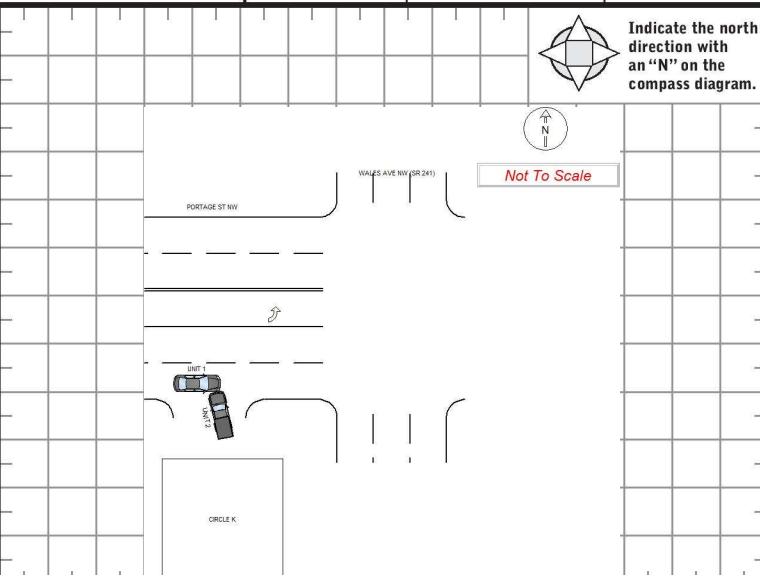 Indicate the north
direction with
an “N” on the
compass diagram.
N
WALES AVE NW (SR 241)
Not To Scale
PORTAGE ST NW
UNIT 1
UNIT 2
CIRCLE K